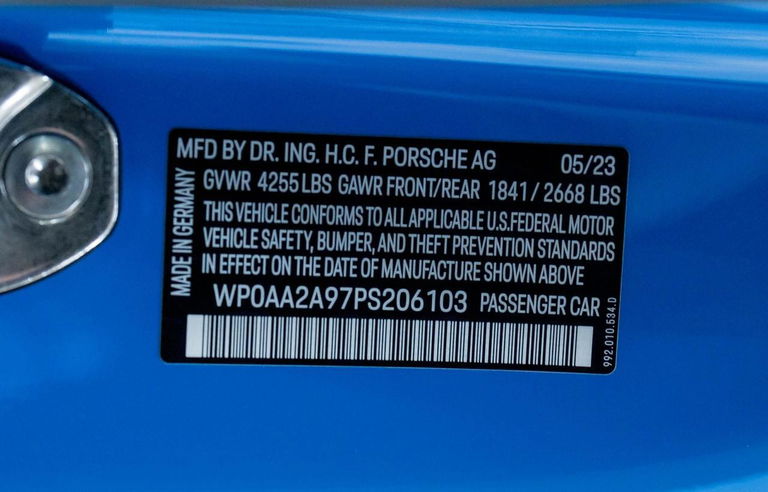 MFD BY DR. ING. H.C. F. PORSCHE AG 05/23
GVWR 4255 LBS GAWR FRONT/REAR 1841 / 2668 LBS
THIS VEHICLE CONFORMS TO ALL APPLICABLE U.S. FEDERAL MOTOR
VEHICLE SAFETY, BUMPER, AND THEFT PREVENTION STANDARDS
IN EFFECT ON THE DATE OF MANUFACTURE SHOWN ABOVE
WP0AA2A97PS206103 PASSENGER CAR
MADE IN GERMANY
992.010.534.D